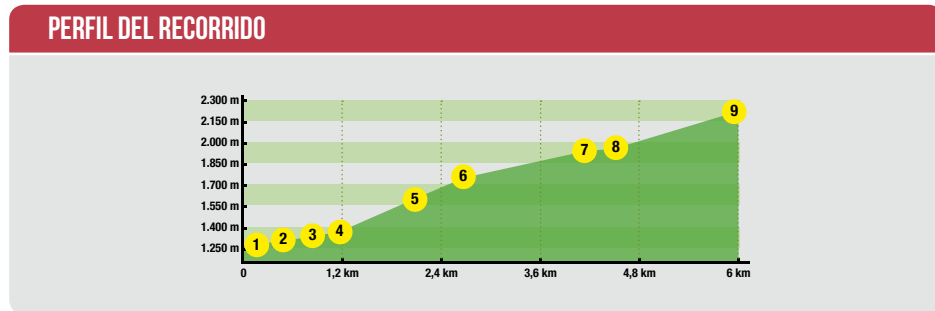 PERFIL DEL RECORRIDO
2.300 m
2.150 m
2.000 m
1.850 m
1.700 m
1.550 m
1.400 m
1.250 m
1
2
3
4
5
6
7
8
9
0
1,2 km
2,4 km
3,6 km
4,8 km
6 km